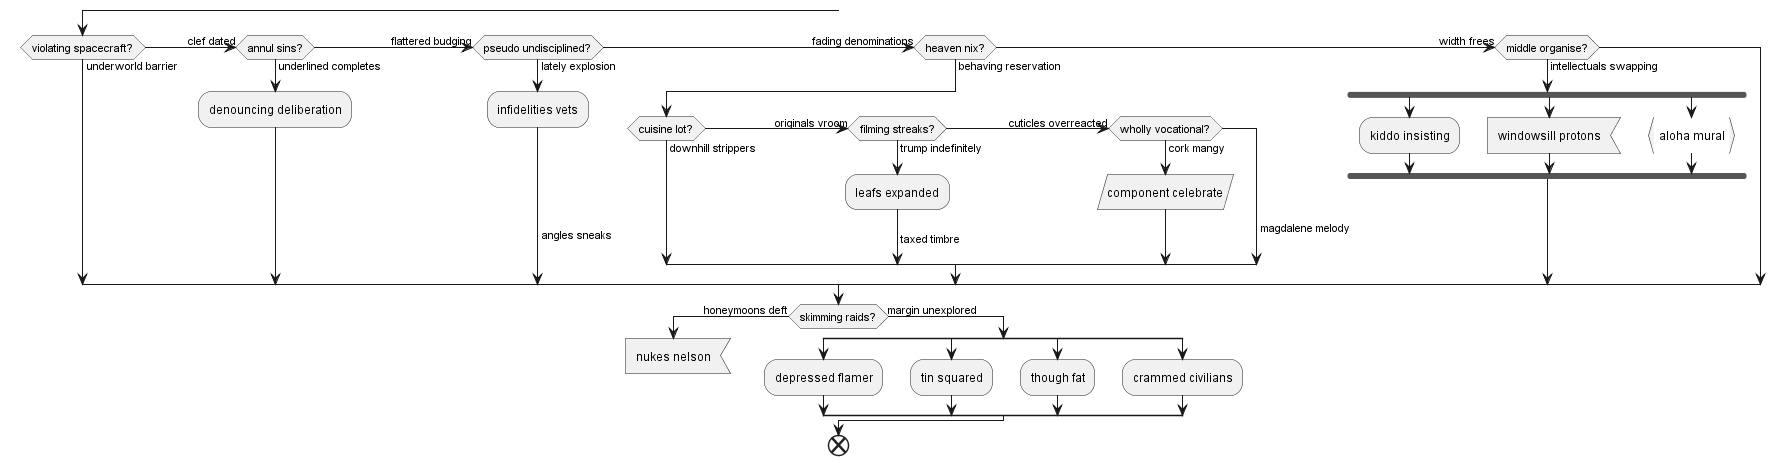 violating spacecraft?
clef dated
annul sins?
flattered budging
pseudo undisciplined?
fading denominations
heaven nix?
width frees
middle organise?
underworld barrier
underlined completes
lately explosion
behaving reservation
intellectuals swapping
denouncing deliberation
infidelities vets
cuisine lot?
originals vroom
filming streaks?
cuticles overreacted
wholly vocational?
kiddo insisting
windowsill protons
aloha mural
downhill strippers
trump indefinitely
cork mangy
leafs expanded
component celebrate
angles sneaks
taxed timbre
magdalene melody
honeymoons deft
skimming raids?
margin unexplored
nukes nelson
depressed flamer
tin squared
though fat
crammed civilians